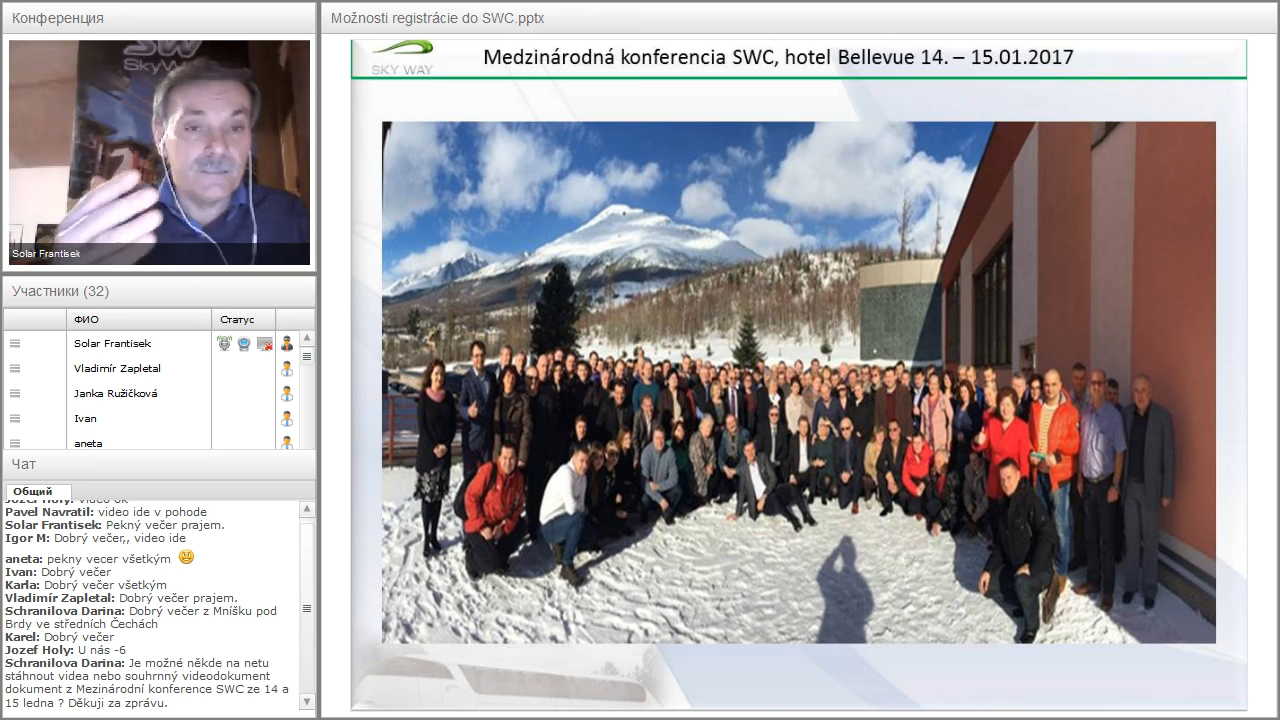 Конференция
SkyW
Solar Frantisek
Участники (32)
ФИО
Статус
Solar Frantisek
Vladimír Zapletal
Janka Ružičková
Ivan
aneta
Чат
Общий
Jozef Holy: video ok
Pavel Navratil: video ide v pohode
Solar Frantisek: Pekný večer prajem.
Igor M: Dobrý večer,, video ide
aneta: pekny vecer všetkým
Ivan: Dobrý večer
Karla: Dobrý večer všetkým
Vladimír Zapletal: Dobrý večer prajem.
Schranilova Darina: Dobrý večer z Mníšku pod
Brdy ve středních Čechách
Karel: Dobrý večer
Jozef Holy: U nás -6
Schranilova Darina: Je možné někde na netu
stáhnout videa nebo souhrnný videodokument
dokument z Mezinárodní konference SWC ze 14 a
15 ledna ? Děkuji za zprávu.
Možnosti registrácie do SWC.pptx
SKY WAY
Medzinárodná konferencia SWC, hotel Bellevue 14. – 15.01.2017